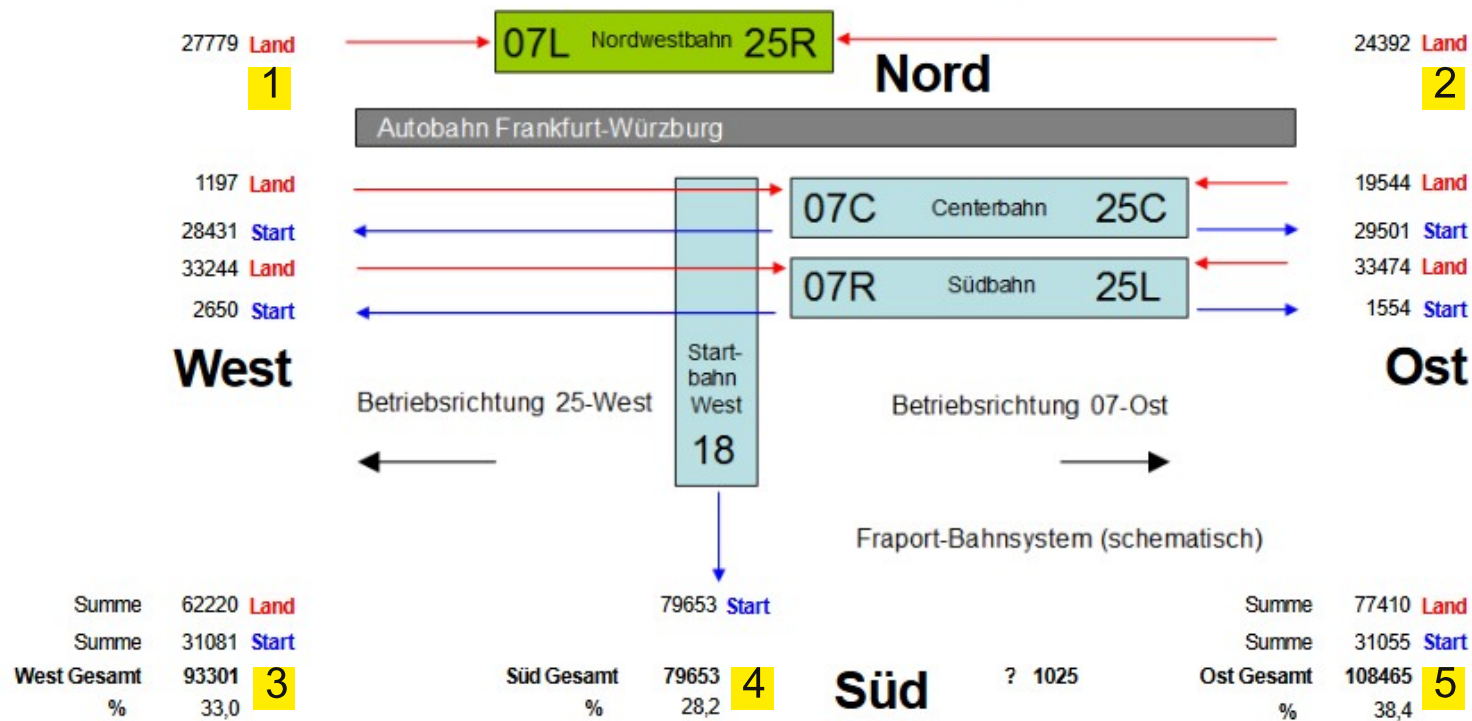 27779 Land
1
07L Nordwestbahn 25R
24392 Land
2
Nord
Autobahn Frankfurt-Würzburg
1197 Land
28431 Start
33244 Land
2650 Start
West
07C Centerbahn 25C
07R Südbahn 25L
19544 Land
29501 Start
33474 Land
1554 Start
Ost
Start-
bahn
West
18
Betriebsrichtung 25-West
Betriebsrichtung 07-Ost
Fraport-Bahnsystem (schematisch)
Summe 62220 Land
Summe 31081 Start
West Gesamt 93301
3
% 33,0
79653 Start
Süd Gesamt 79653
4
% 28,2
Süd
? 1025
Summe 77410 Land
Summe 31055 Start
Ost Gesamt 108465
5
% 38,4